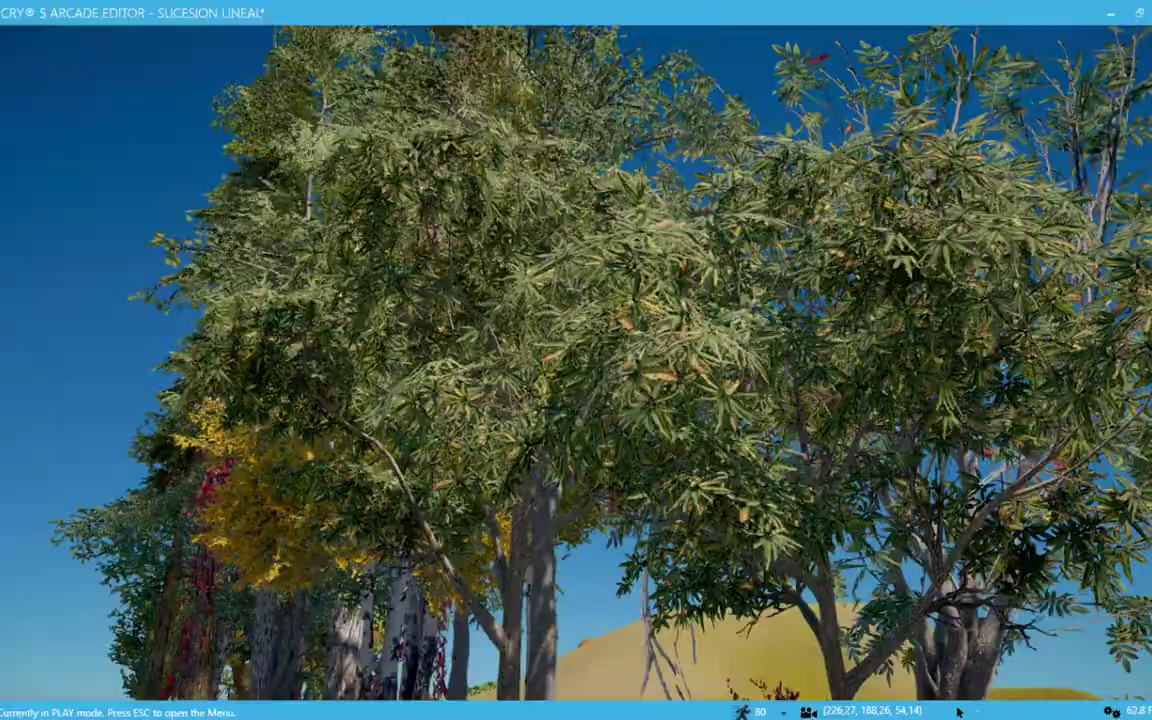 CRY® 5 ARCADE EDITOR - SUCESION LINEAL*
Currently in PLAY mode. Press ESC to open the Menu.
80
(226,27, 188,26, 54,14)
62.8 F